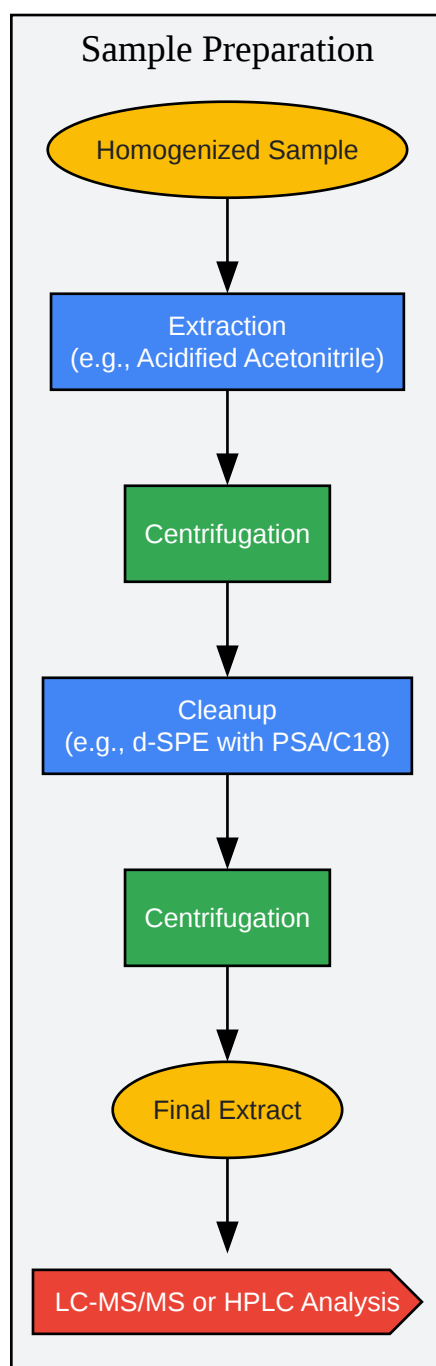 Sample Preparation
Homogenized Sample
Extraction
(e.g., Acidified Acetonitrile)
Centrifugation
Cleanup
(e.g., d-SPE with PSA/C18)
Centrifugation
Final Extract
LC-MS/MS or HPLC Analysis